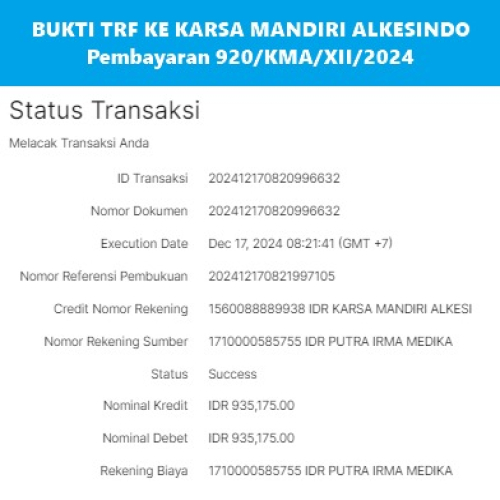 BUKTI TRF KE KARSA MANDIRI ALKESINDO
Pembayaran 920/KMA/XII/2024
Status Transaksi
Melacak Transaksi Anda
ID Transaksi 202412170820996632
Nomor Dokumen 202412170820996632
Execution Date Dec 17, 2024 08:21:41 (GMT +7)
Nomor Referensi Pembukuan 202412170821997105
Credit Nomor Rekening 1560088889938 IDR KARSA MANDIRI ALKESI
Nomor Rekening Sumber 1710000585755 IDR PUTRA IRMA MEDIKA
Status Success
Nominal Kredit IDR 935,175.00
Nominal Debet IDR 935,175.00
Rekening Biaya 1710000585755 IDR PUTRA IRMA MEDIKA